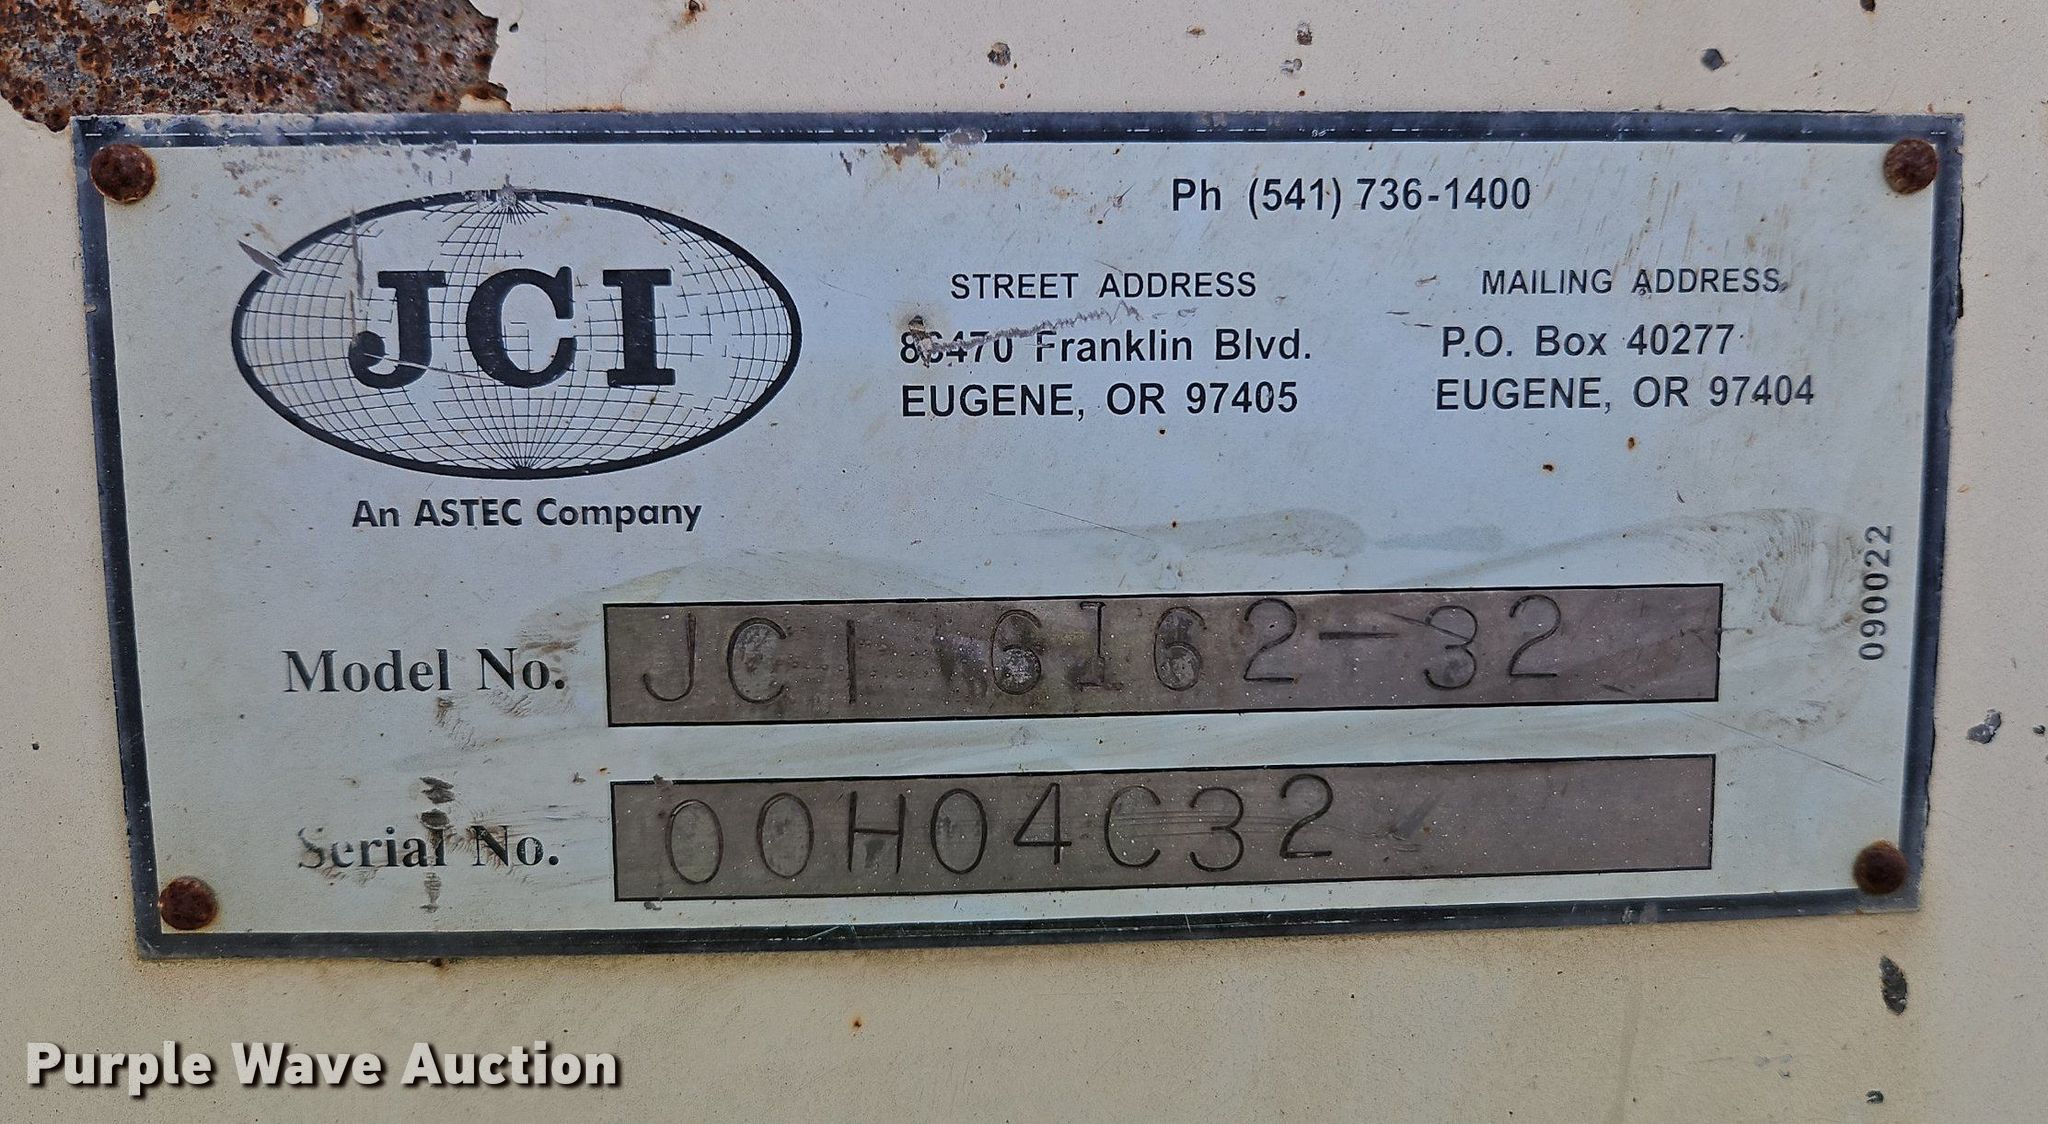 JCI
An ASTEC Company
Ph (541) 736-1400
STREET ADDRESS
86470 Franklin Blvd.
EUGENE, OR 97405
MAILING ADDRESS
P.O. Box 40277
EUGENE, OR 97404
090022
Model No. JCI 6162-32
Serial No. 00H04C32
Purple Wave Auction